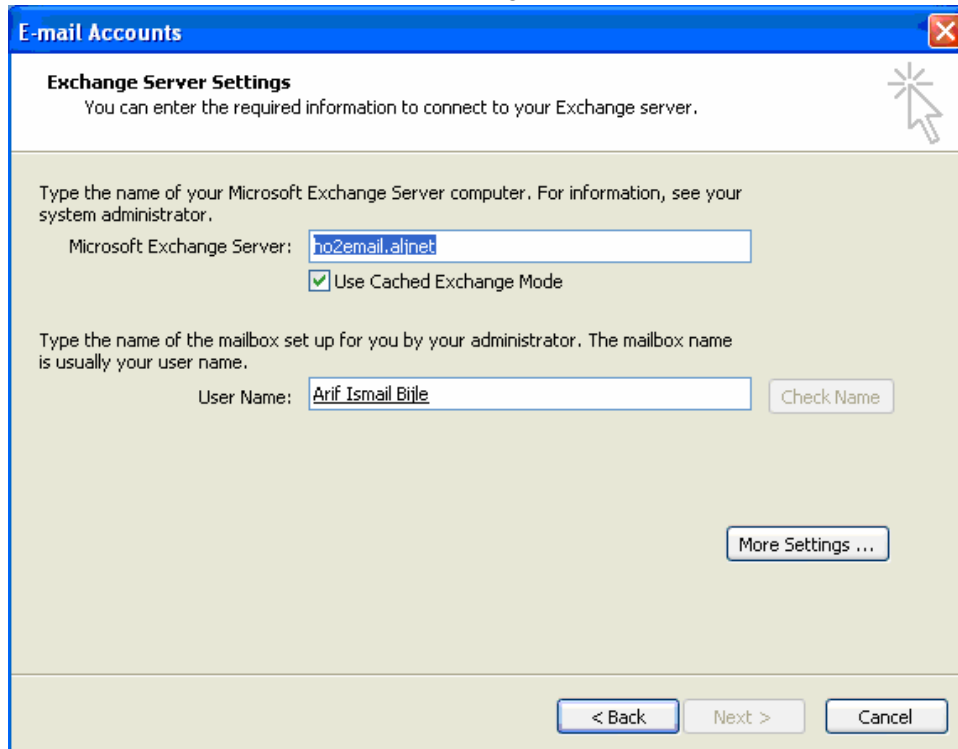 E-mail Accounts
Exchange Server Settings
You can enter the required information to connect to your Exchange server.
Type the name of your Microsoft Exchange Server computer. For information, see your
system administrator.
Microsoft Exchange Server: ho2email.aljnet
Use Cached Exchange Mode
Type the name of the mailbox set up for you by your administrator. The mailbox name
is usually your user name.
User Name: Arif Ismail Bijle Check Name
More Settings ...
< Back Next > Cancel